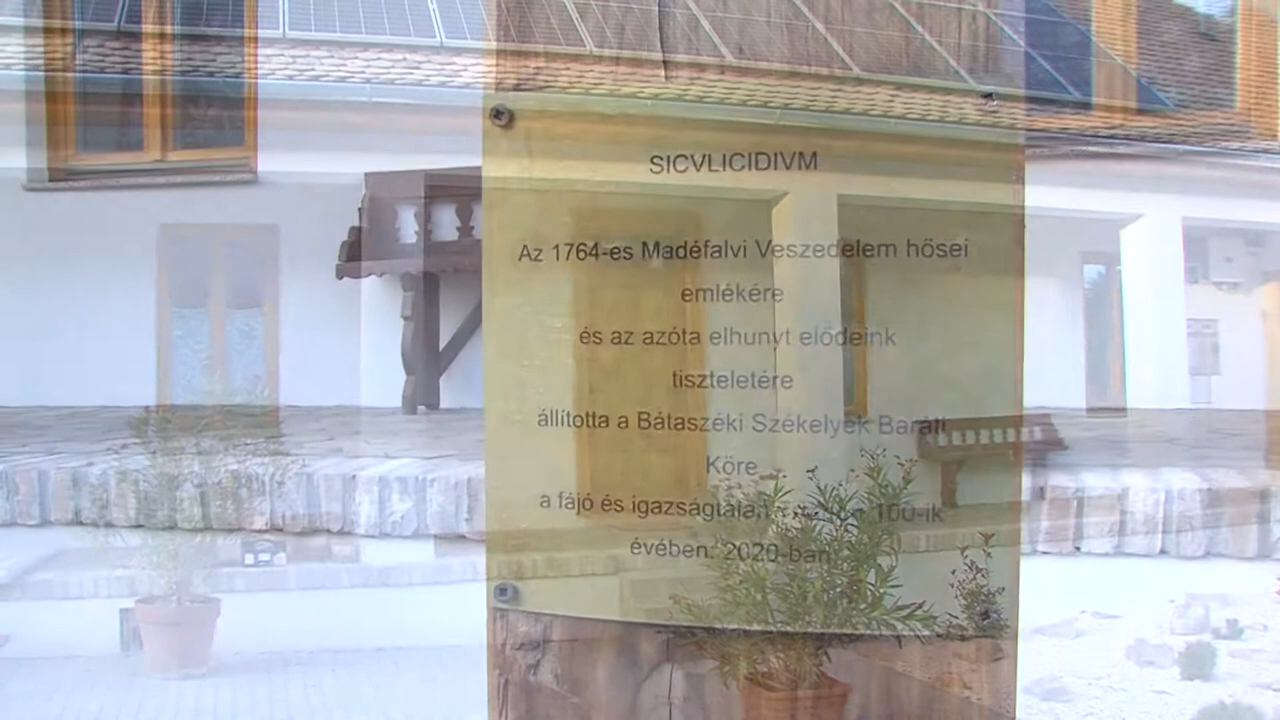 SICVLICIDIVM
Az 1764-es Madéfalvi Veszedelem hősei
emlékére
és az azóta elhunyt elődeink
tiszteletére
állította a Bátaszéki Székelyek Baráti
Köre
a fájó és 100-ik
évében: 2020-ban